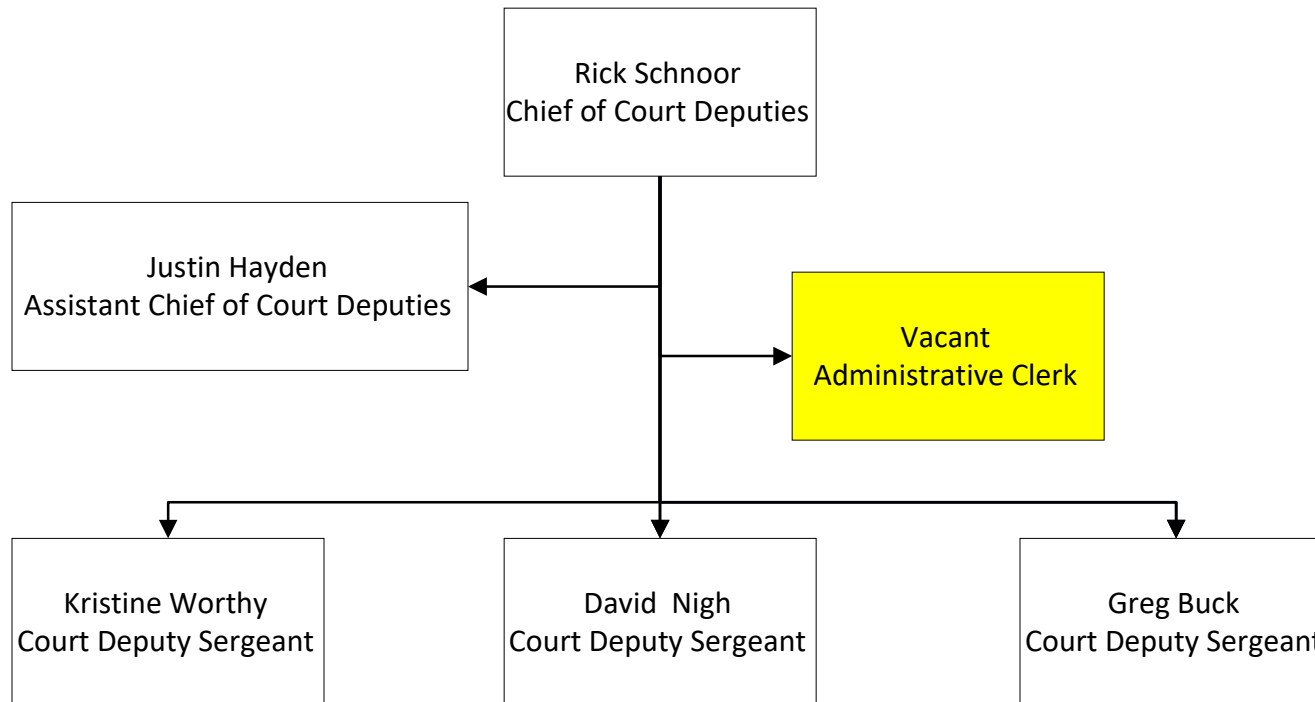 Rick Schnoor
Chief of Court Deputies
Justin Hayden
Assistant Chief of Court Deputies
Vacant
Administrative Clerk
Kristine Worthy
Court Deputy Sergeant
David  Nigh
Court Deputy Sergeant
Greg Buck
Court Deputy Sergeant